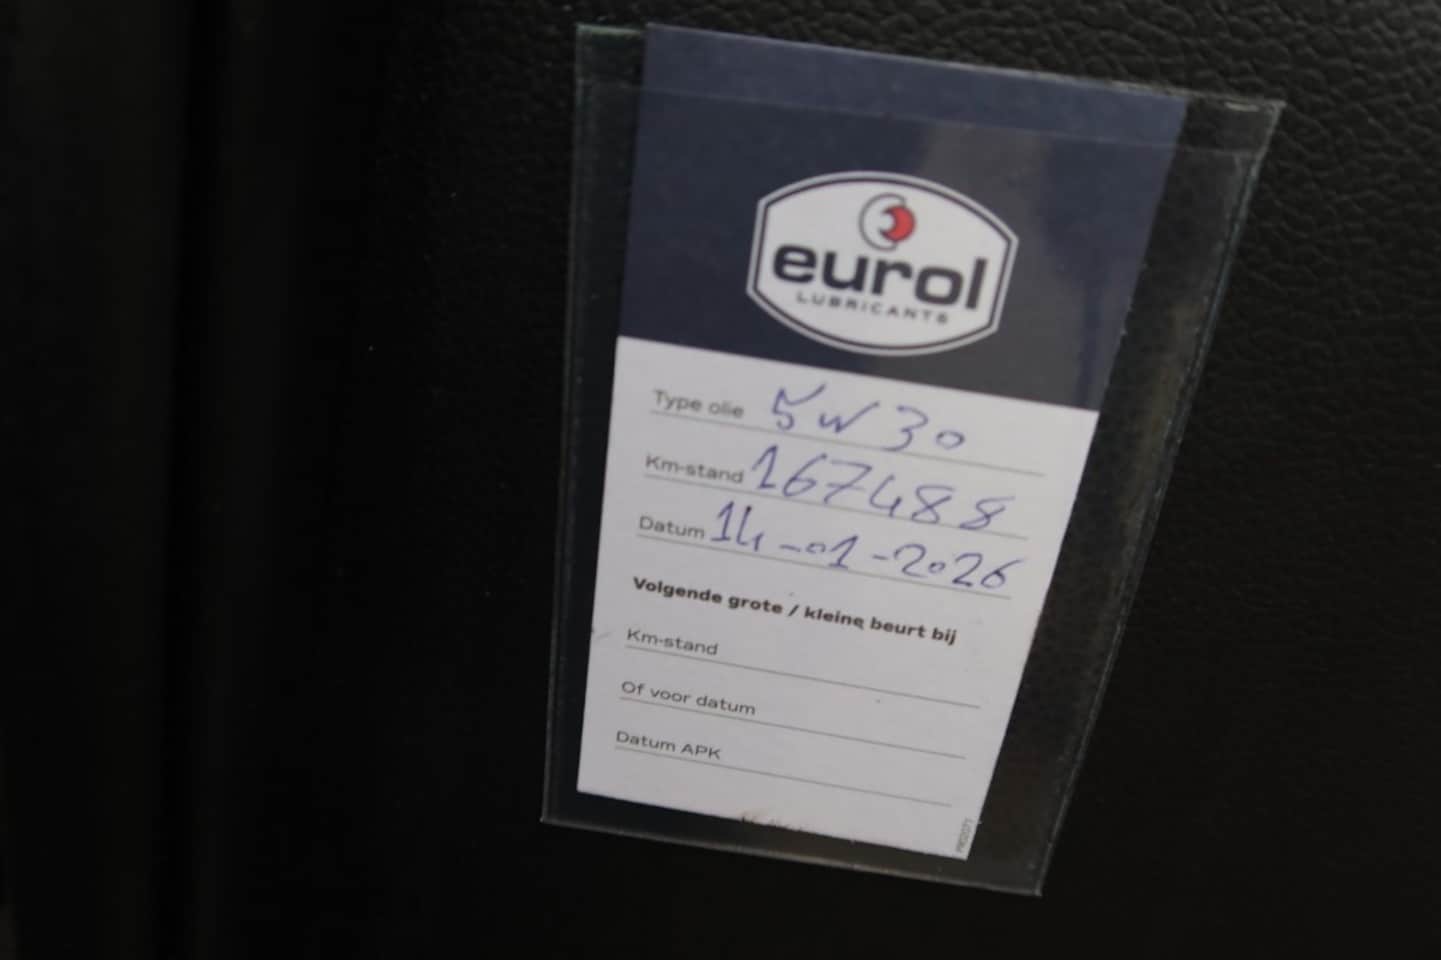 eurol
LUBRICANTS
Type olie 5W30
Km-stand 167488
Datum 14-01-2026
Volgende grote / kleine beurt bij
Km-stand
Of voor datum
Datum APK